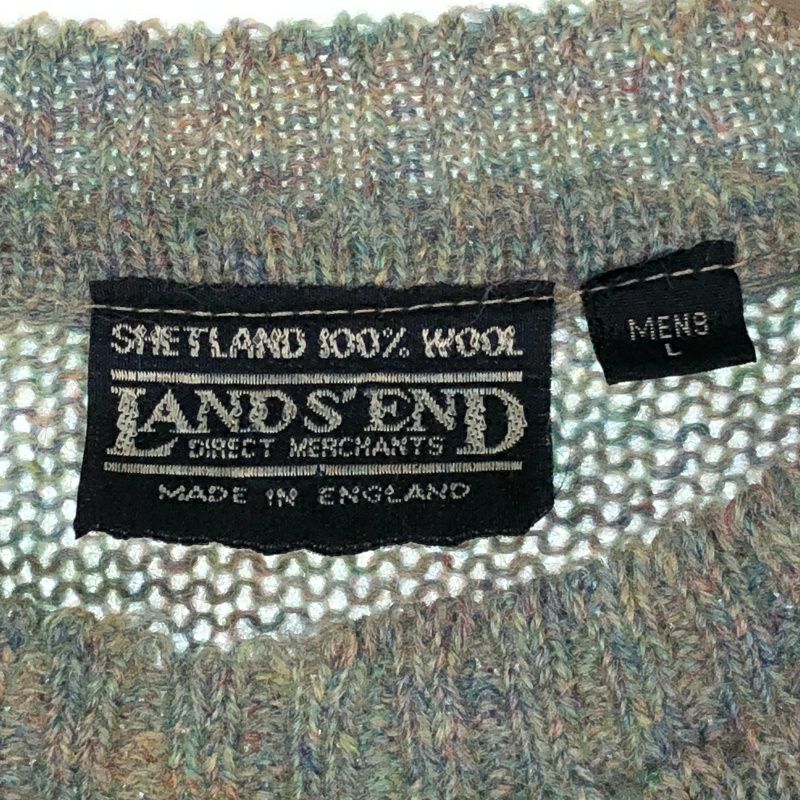 SHETLAND 100% WOOL
LANDS' END
DIRECT MERCHANTS
MADE IN ENGLAND
MENS
L